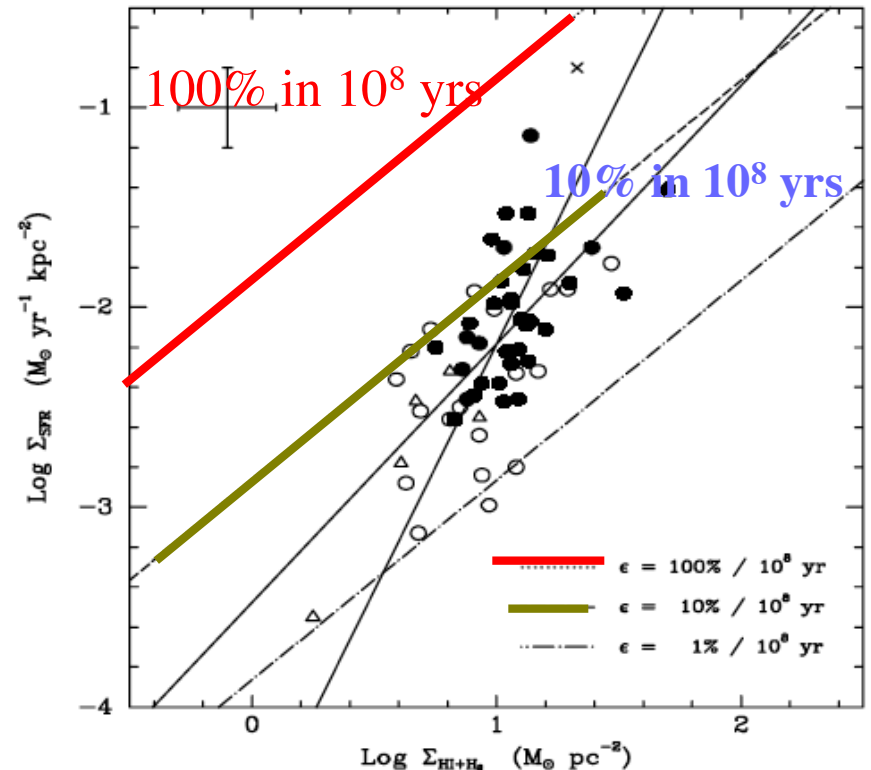 100% in 10⁸ yrs
10% in 10⁸ yrs
-1
-2
-3
-4
0
1
2
Log Σ_SFR (M⊙ yr⁻¹ kpc⁻²)
Log Σ_HI+H₂ (M⊙ pc⁻²)
ε = 100% / 10⁸ yr
ε = 10% / 10⁸ yr
ε = 1% / 10⁸ yr